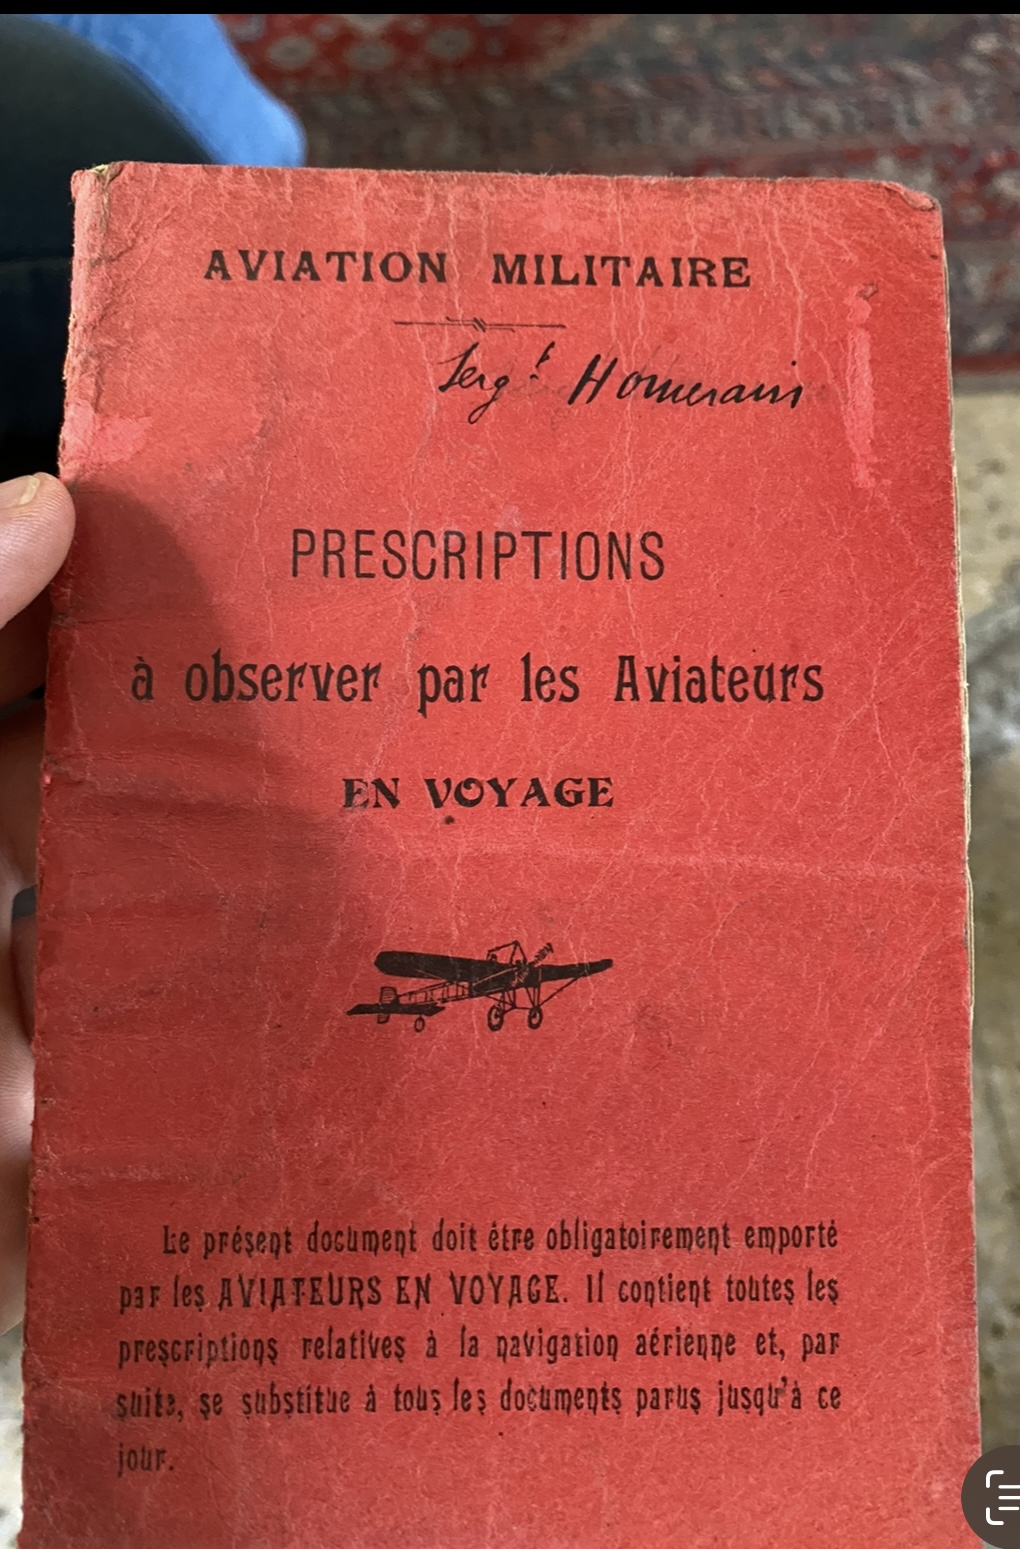 AVIATION MILITAIRE
Sergt Homerain
PRESCRIPTIONS
à observer par les Aviateurs
EN VOYAGE
Le présent document doit être obligatoirement emporté
par les AVIATEURS EN VOYAGE. Il contient toutes les
prescriptions relatives à la navigation aérienne et, par
suite, se substitue à tous les documents parus jusqu'à ce
jour.